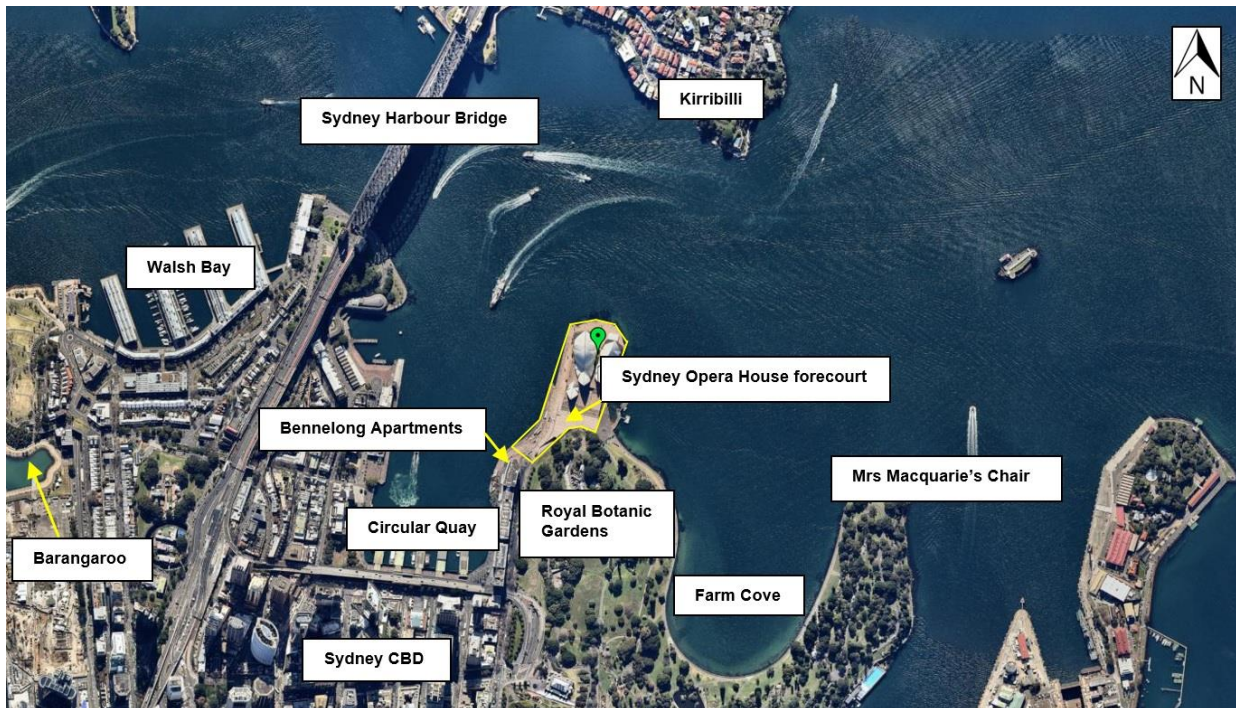 N
Kirribilli
Sydney Harbour Bridge
Walsh Bay
Sydney Opera House forecourt
Bennelong Apartments
Mrs Macquarie’s Chair
Circular Quay
Royal Botanic
Gardens
Barangaroo
Farm Cove
Sydney CBD